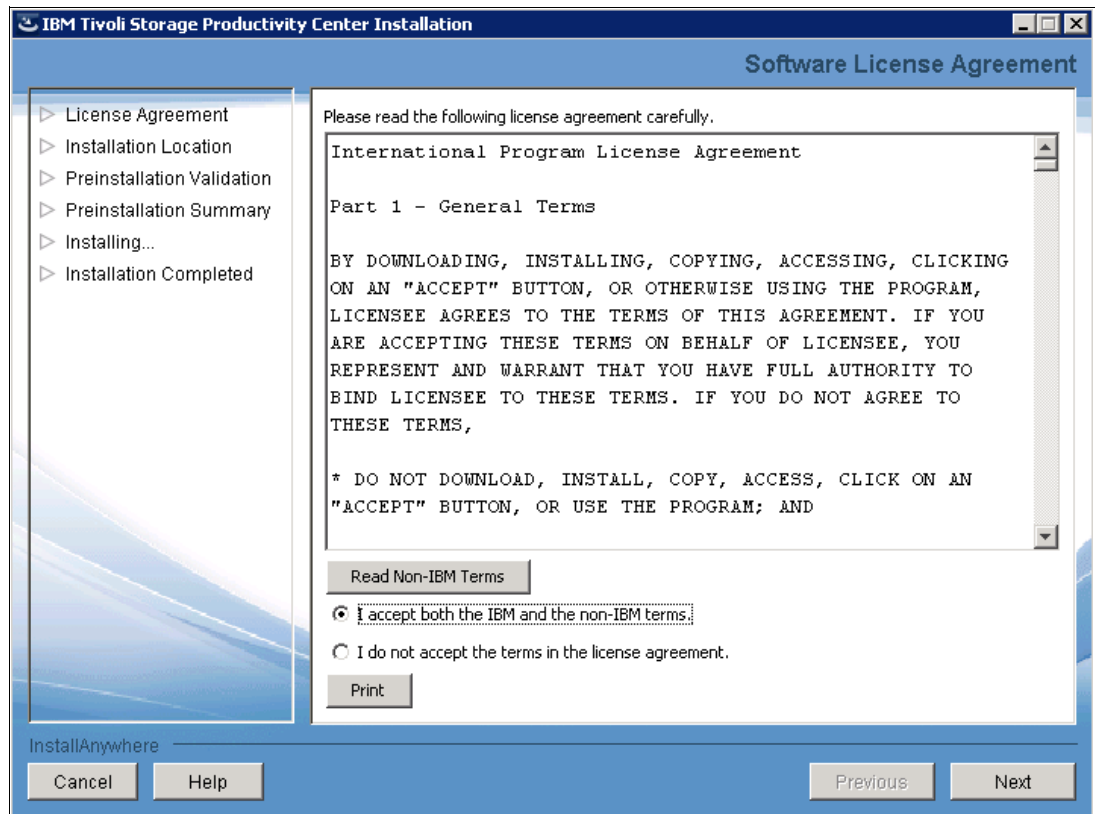 IBM Tivoli Storage Productivity Center Installation
Software License Agreement
License Agreement
Installation Location
Preinstallation Validation
Preinstallation Summary
Installing...
Installation Completed
Please read the following license agreement carefully.
International Program License Agreement
Part 1 - General Terms
BY DOWNLOADING, INSTALLING, COPYING, ACCESSING, CLICKING
ON AN "ACCEPT" BUTTON, OR OTHERWISE USING THE PROGRAM,
LICENSEE AGREES TO THE TERMS OF THIS AGREEMENT. IF YOU
ARE ACCEPTING THESE TERMS ON BEHALF OF LICENSEE, YOU
REPRESENT AND WARRANT THAT YOU HAVE FULL AUTHORITY TO
BIND LICENSEE TO THESE TERMS. IF YOU DO NOT AGREE TO
THESE TERMS,
* DO NOT DOWNLOAD, INSTALL, COPY, ACCESS, CLICK ON AN
"ACCEPT" BUTTON, OR USE THE PROGRAM; AND
Read Non-IBM Terms
I accept both the IBM and the non-IBM terms.
I do not accept the terms in the license agreement.
Print
InstallAnywhere
Cancel
Help
Previous
Next